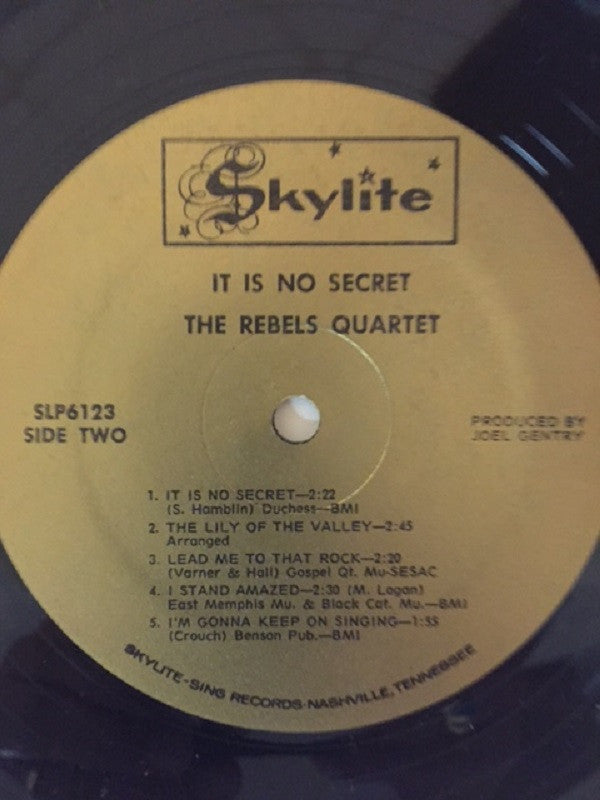 Skylite
IT IS NO SECRET
THE REBELS QUARTET
SLP6123
SIDE TWO
PRODUCED BY
JOEL GENTRY
1. IT IS NO SECRET—2:22
(S. Hamblin) Duchess—BMI
2. THE LILY OF THE VALLEY—2:45
Arranged
3. LEAD ME TO THAT ROCK—2:20
(Varner & Hall) Gospel Qt. Mu-SESAC
4. I STAND AMAZED—2:30 (M. Logan)
East Memphis Mu. & Black Cat. Mu.—BMI
5. I'M GONNA KEEP ON SINGING—1:55
(Crouch) Benson Pub.—BMI
SKYLITE-SING RECORDS-NASHVILLE, TENNESSEE